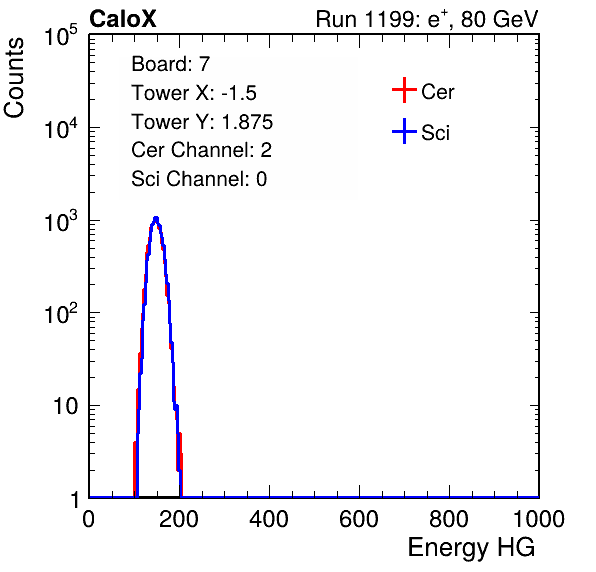 CaloX
Run 1199: e⁺, 80 GeV
Counts
10⁵
10⁴
10³
10²
10
1
Board: 7
Tower X: -1.5
Tower Y: 1.875
Cer Channel: 2
Sci Channel: 0
Cer
Sci
0 200 400 600 800 1000
Energy HG